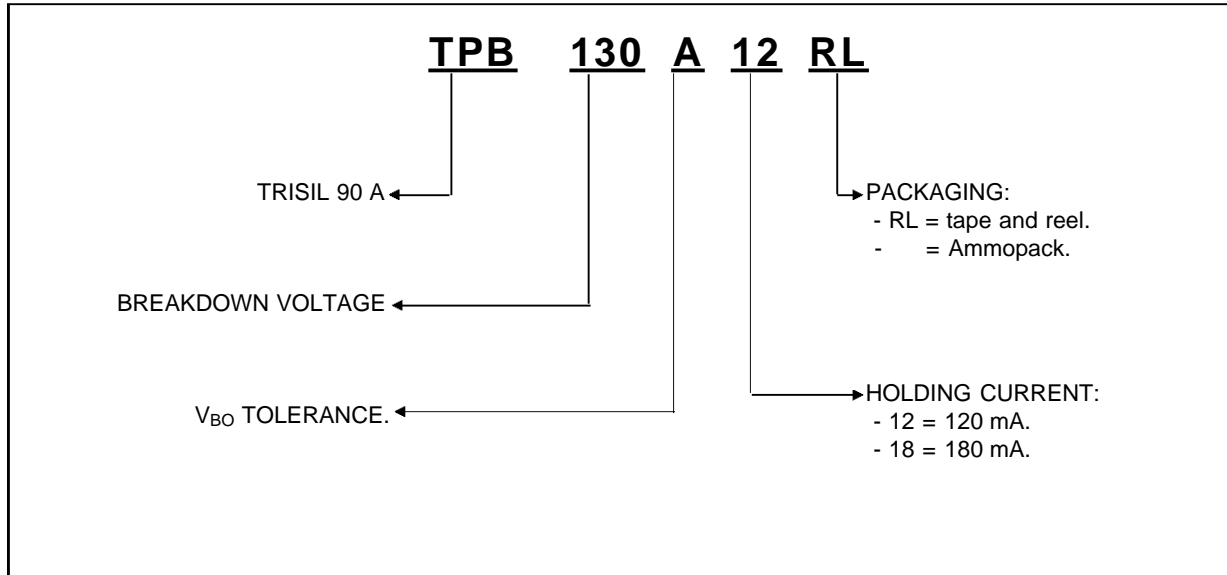 TPB 130 A 12 RL
TRISIL 90 A
PACKAGING:
- RL = tape and reel.
- = Ammopack.
BREAKDOWN VOLTAGE
HOLDING CURRENT:
- 12 = 120 mA.
- 18 = 180 mA.
VBO TOLERANCE.